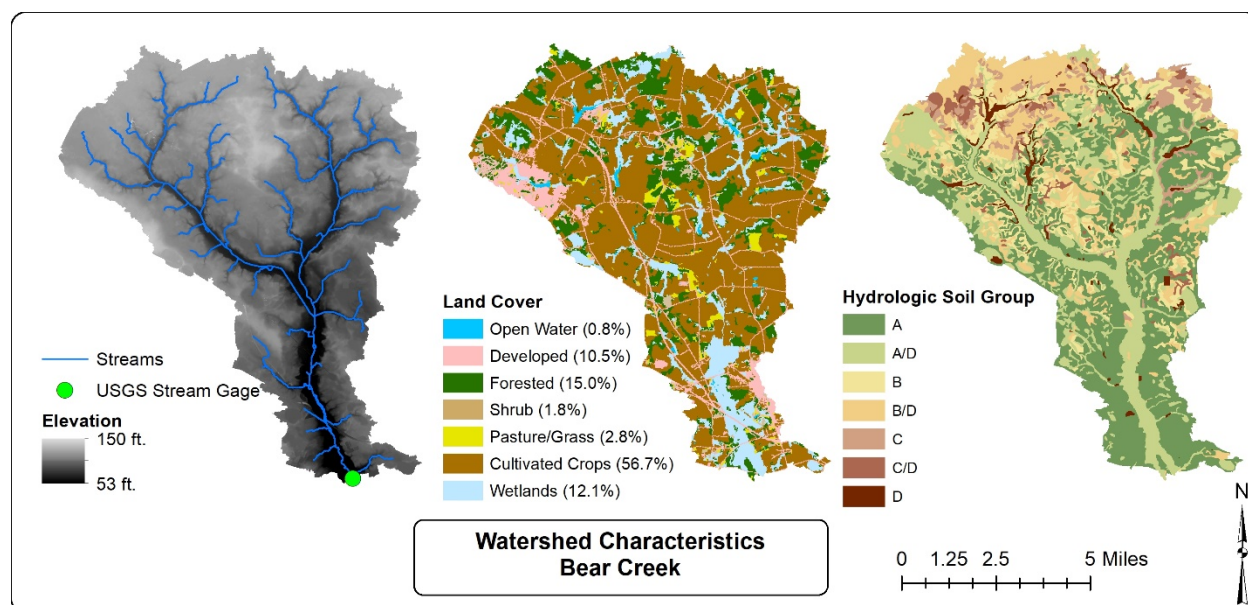 Streams
USGS Stream Gage
Elevation
150 ft.
53 ft.
Land Cover
Open Water (0.8%)
Developed (10.5%)
Forested (15.0%)
Shrub (1.8%)
Pasture/Grass (2.8%)
Cultivated Crops (56.7%)
Wetlands (12.1%)
Hydrologic Soil Group
A
A/D
B
B/D
C
C/D
D
Watershed Characteristics
Bear Creek
0 1.25 2.5 5 Miles
N